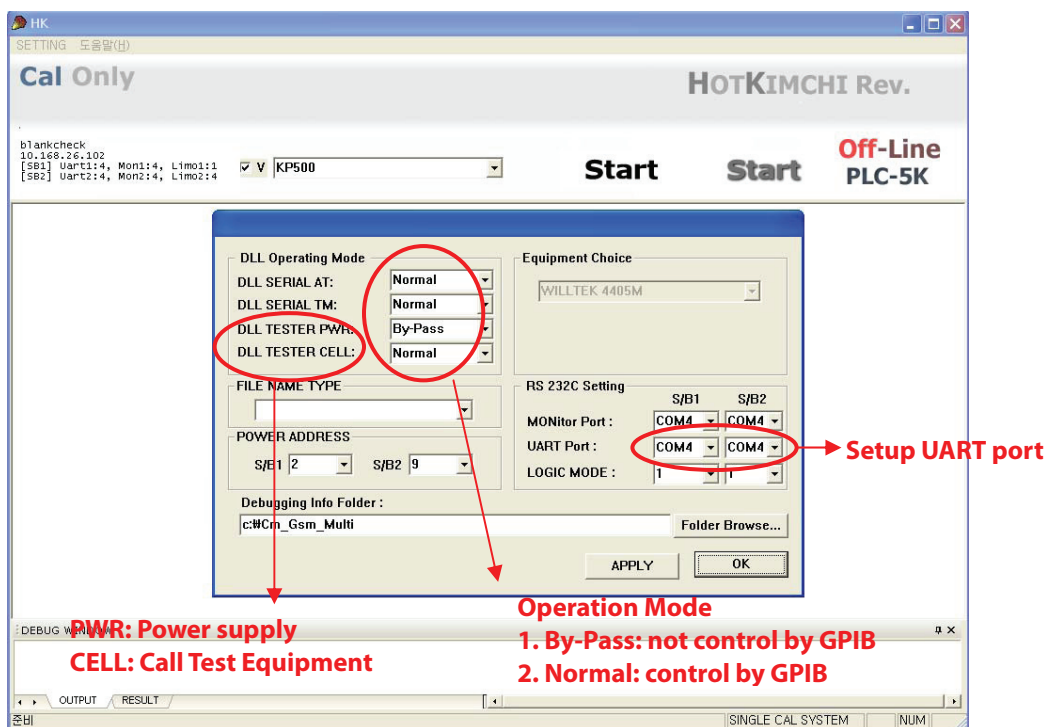 HK
SETTING 도움말(H)
Cal Only
HOTKIMCHI Rev.
blankcheck
10.168.26.102
[SB1] Uart1:4, Mon1:4, Limo1:1
[SB2] Uart2:4, Mon2:4, Limo2:4
V KP500
Start
Start
Off-Line
PLC-5K
DLL Operating Mode
DLL SERIAL AT: Normal
DLL SERIAL TM: Normal
DLL TESTER PWR: By-Pass
DLL TESTER CELL: Normal
Equipment Choice
WILLTEK 4405M
FILE NAME TYPE
POWER ADDRESS
S/B1 2 S/B2 9
RS 232C Setting
S/B1 S/B2
MONitor Port : COM4 COM4
UART Port : COM4 COM4
LOGIC MODE : 1 1
Setup UART port
Debugging Info Folder :
c:₩Cm_Gsm_Multi
Folder Browse...
APPLY OK
PWR: Power supply
CELL: Call Test Equipment
Operation Mode
1. By-Pass: not control by GPIB
2. Normal: control by GPIB
DEBUG WINDOW
OUTPUT RESULT
준비
SINGLE CAL SYSTEM NUM